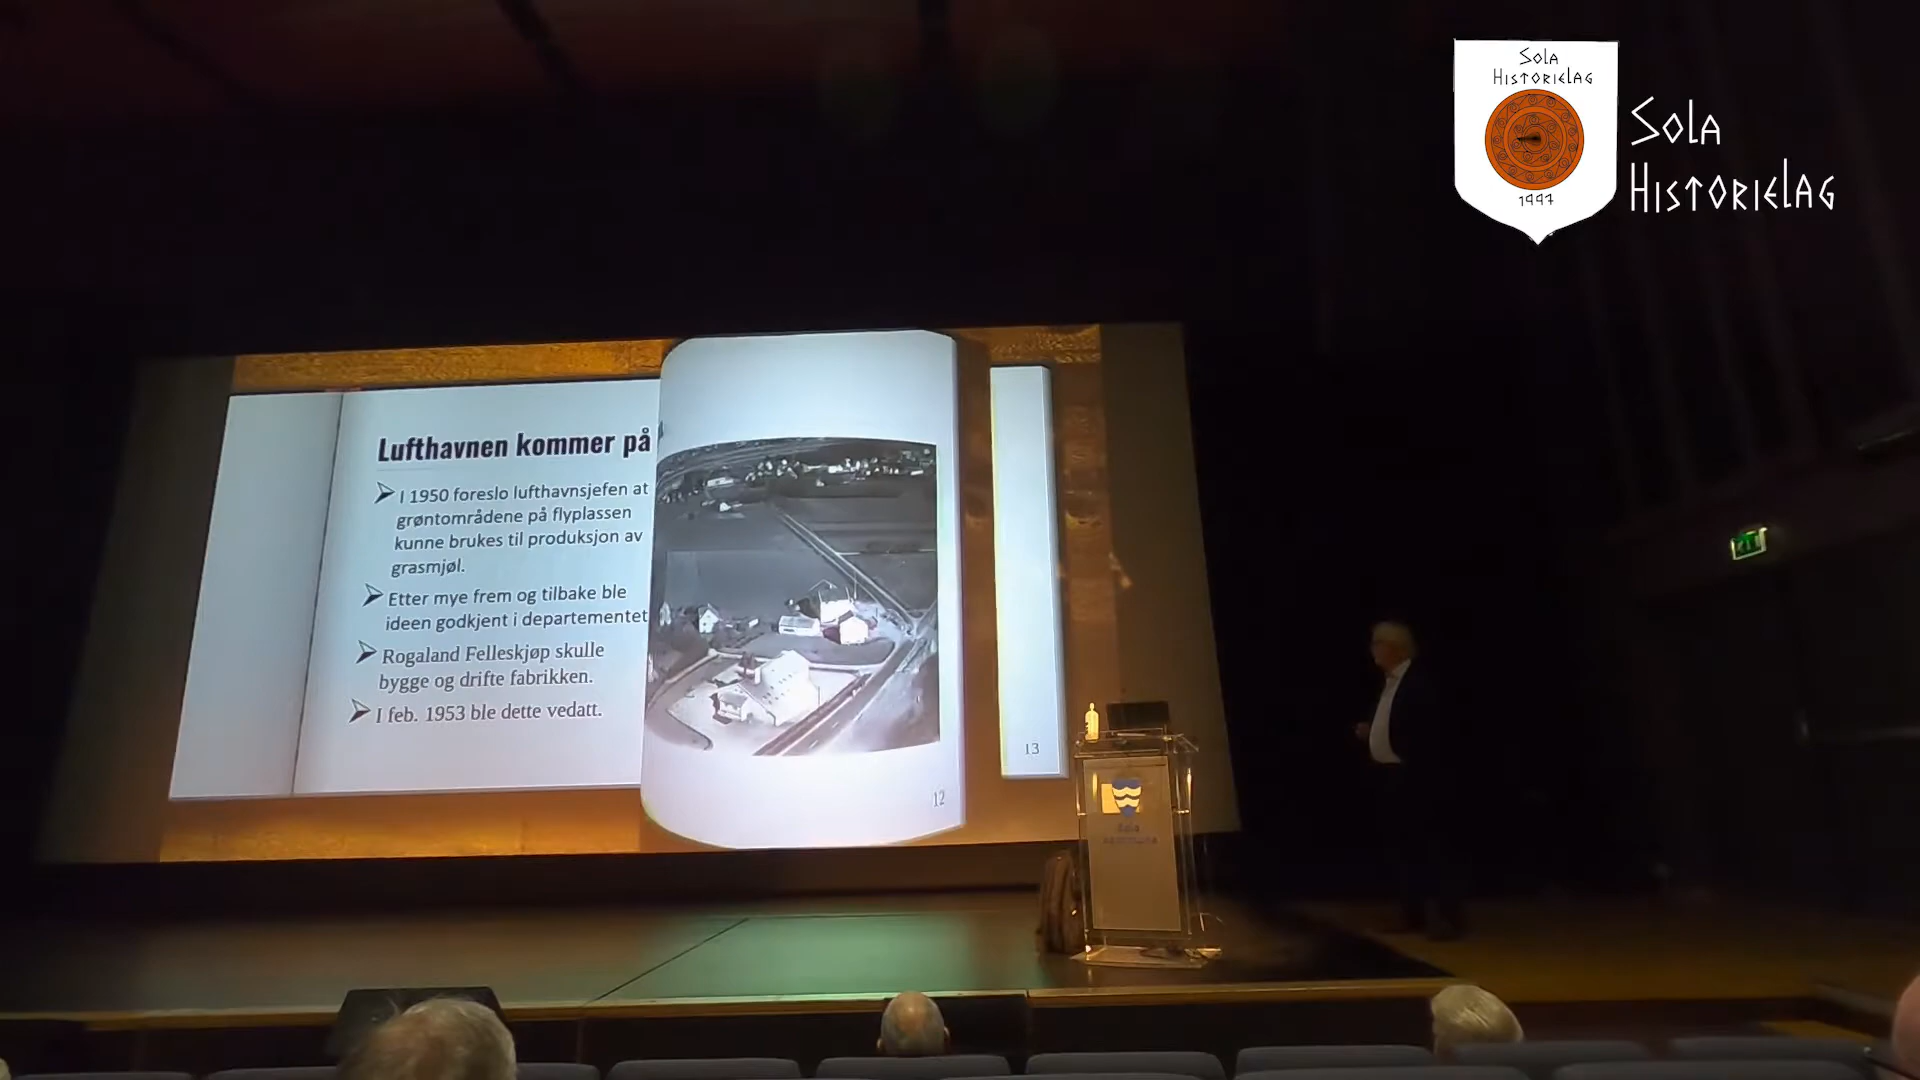 Sola
Historielag
1997
Sola
Historielag
Lufthavnen kommer på
I 1950 foreslo lufthavnsjefen at
grøntområdene på flyplassen
kunne brukes til produksjon av
grasmjøl.
Etter mye frem og tilbake ble
ideen godkjent i departementet
Rogaland Felleskjøp skulle
bygge og drifte fabrikken.
I feb. 1953 ble dette vedatt.
12
13
Sola